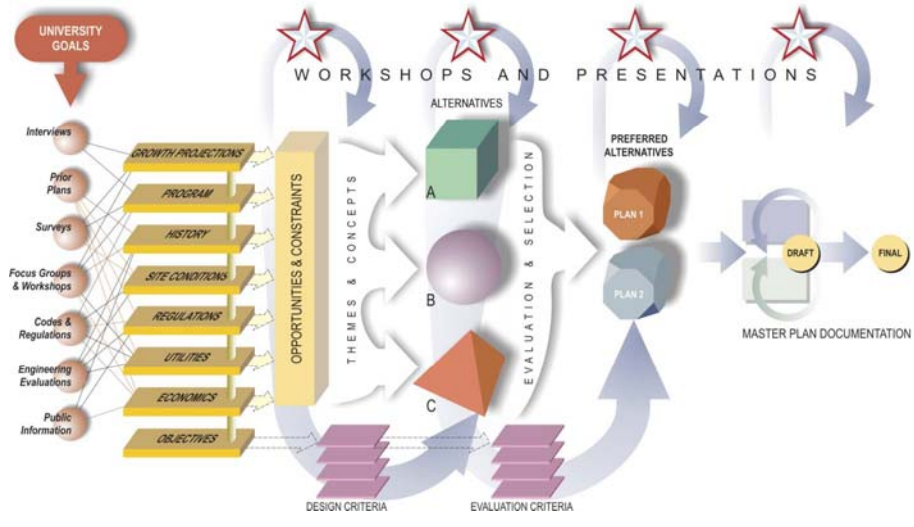 UNIVERSITY
GOALS
WORKSHOPS AND PRESENTATIONS
Interviews
Prior
Plans
Surveys
Focus Groups
& Workshops
Codes &
Regulations
Engineering
Evaluations
Public
Information
GROWTH PROJECTIONS
PROGRAM
HISTORY
SITE CONDITIONS
REGULATIONS
UTILITIES
ECONOMICS
OBJECTIVES
OPPORTUNITIES & CONSTRAINTS
THEMES & CONCEPTS
ALTERNATIVES
A
B
C
EVALUATION & SELECTION
PREFERRED
ALTERNATIVES
PLAN 1
PLAN 2
DRAFT
FINAL
MASTER PLAN DOCUMENTATION
DESIGN CRITERIA
EVALUATION CRITERIA